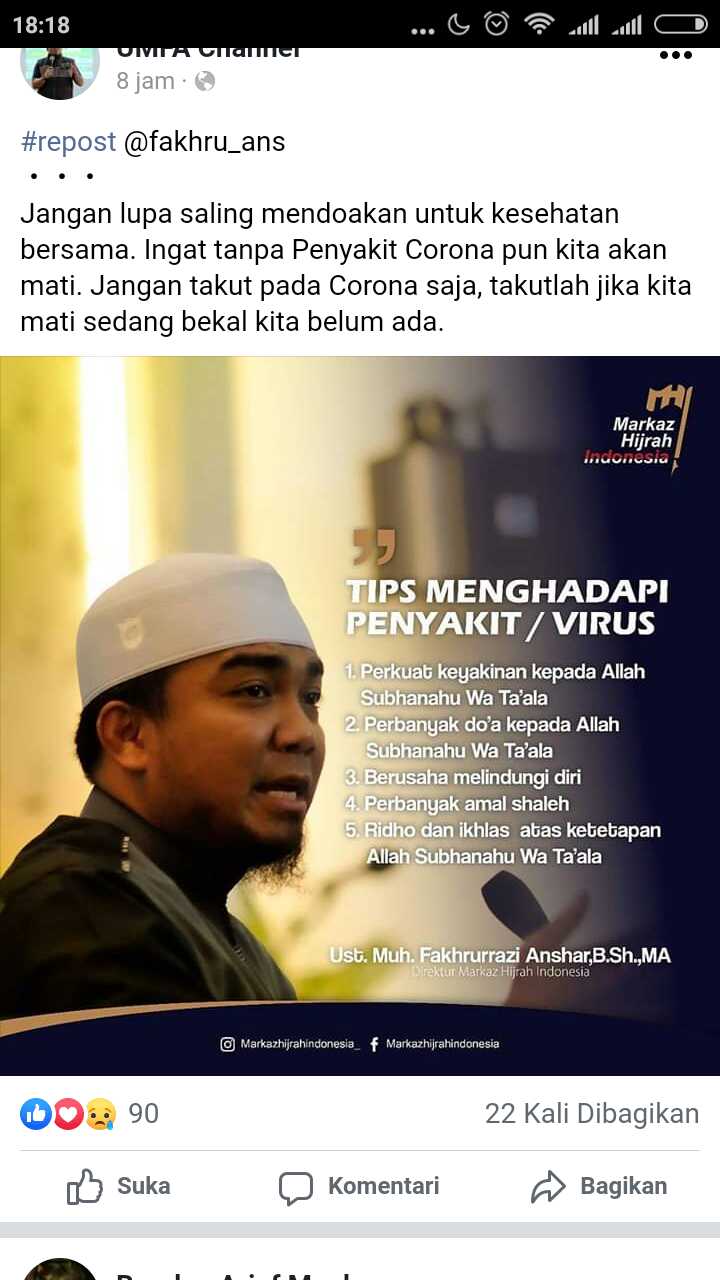 18:18
8 jam
#repost @fakhru_ans
• • •
Jangan lupa saling mendoakan untuk kesehatan
bersama. Ingat tanpa Penyakit Corona pun kita akan
mati. Jangan takut pada Corona saja, takutlah jika kita
mati sedang bekal kita belum ada.
Markaz
Hijrah
Indonesia
TIPS MENGHADAPI
PENYAKIT / VIRUS
1. Perkuat keyakinan kepada Allah
Subhanahu Wa Ta'ala
2. Perbanyak do'a kepada Allah
Subhanahu Wa Ta'ala
3. Berusaha melindungi diri
4. Perbanyak amal shaleh
5. Ridho dan ikhlas atas ketetapan
Allah Subhanahu Wa Ta'ala
Ust. Muh. Fakhrurrazi Anshar,B.Sh.,MA
Direktur Markaz Hijrah Indonesia
Markazhijrahindonesia_ Markazhijrahindonesia
90 22 Kali Dibagikan
Suka Komentari Bagikan